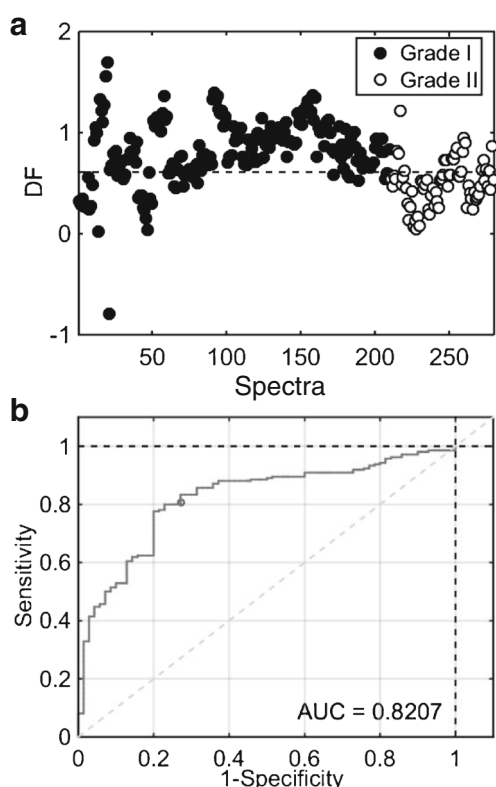 a
2
1
0
-1
DF
Grade I
Grade II
50
100
150
200
250
Spectra
b
1
0.8
0.6
0.4
0.2
0
Sensitivity
AUC = 0.8207
0
0.2
0.4
0.6
0.8
1
1-Specificity